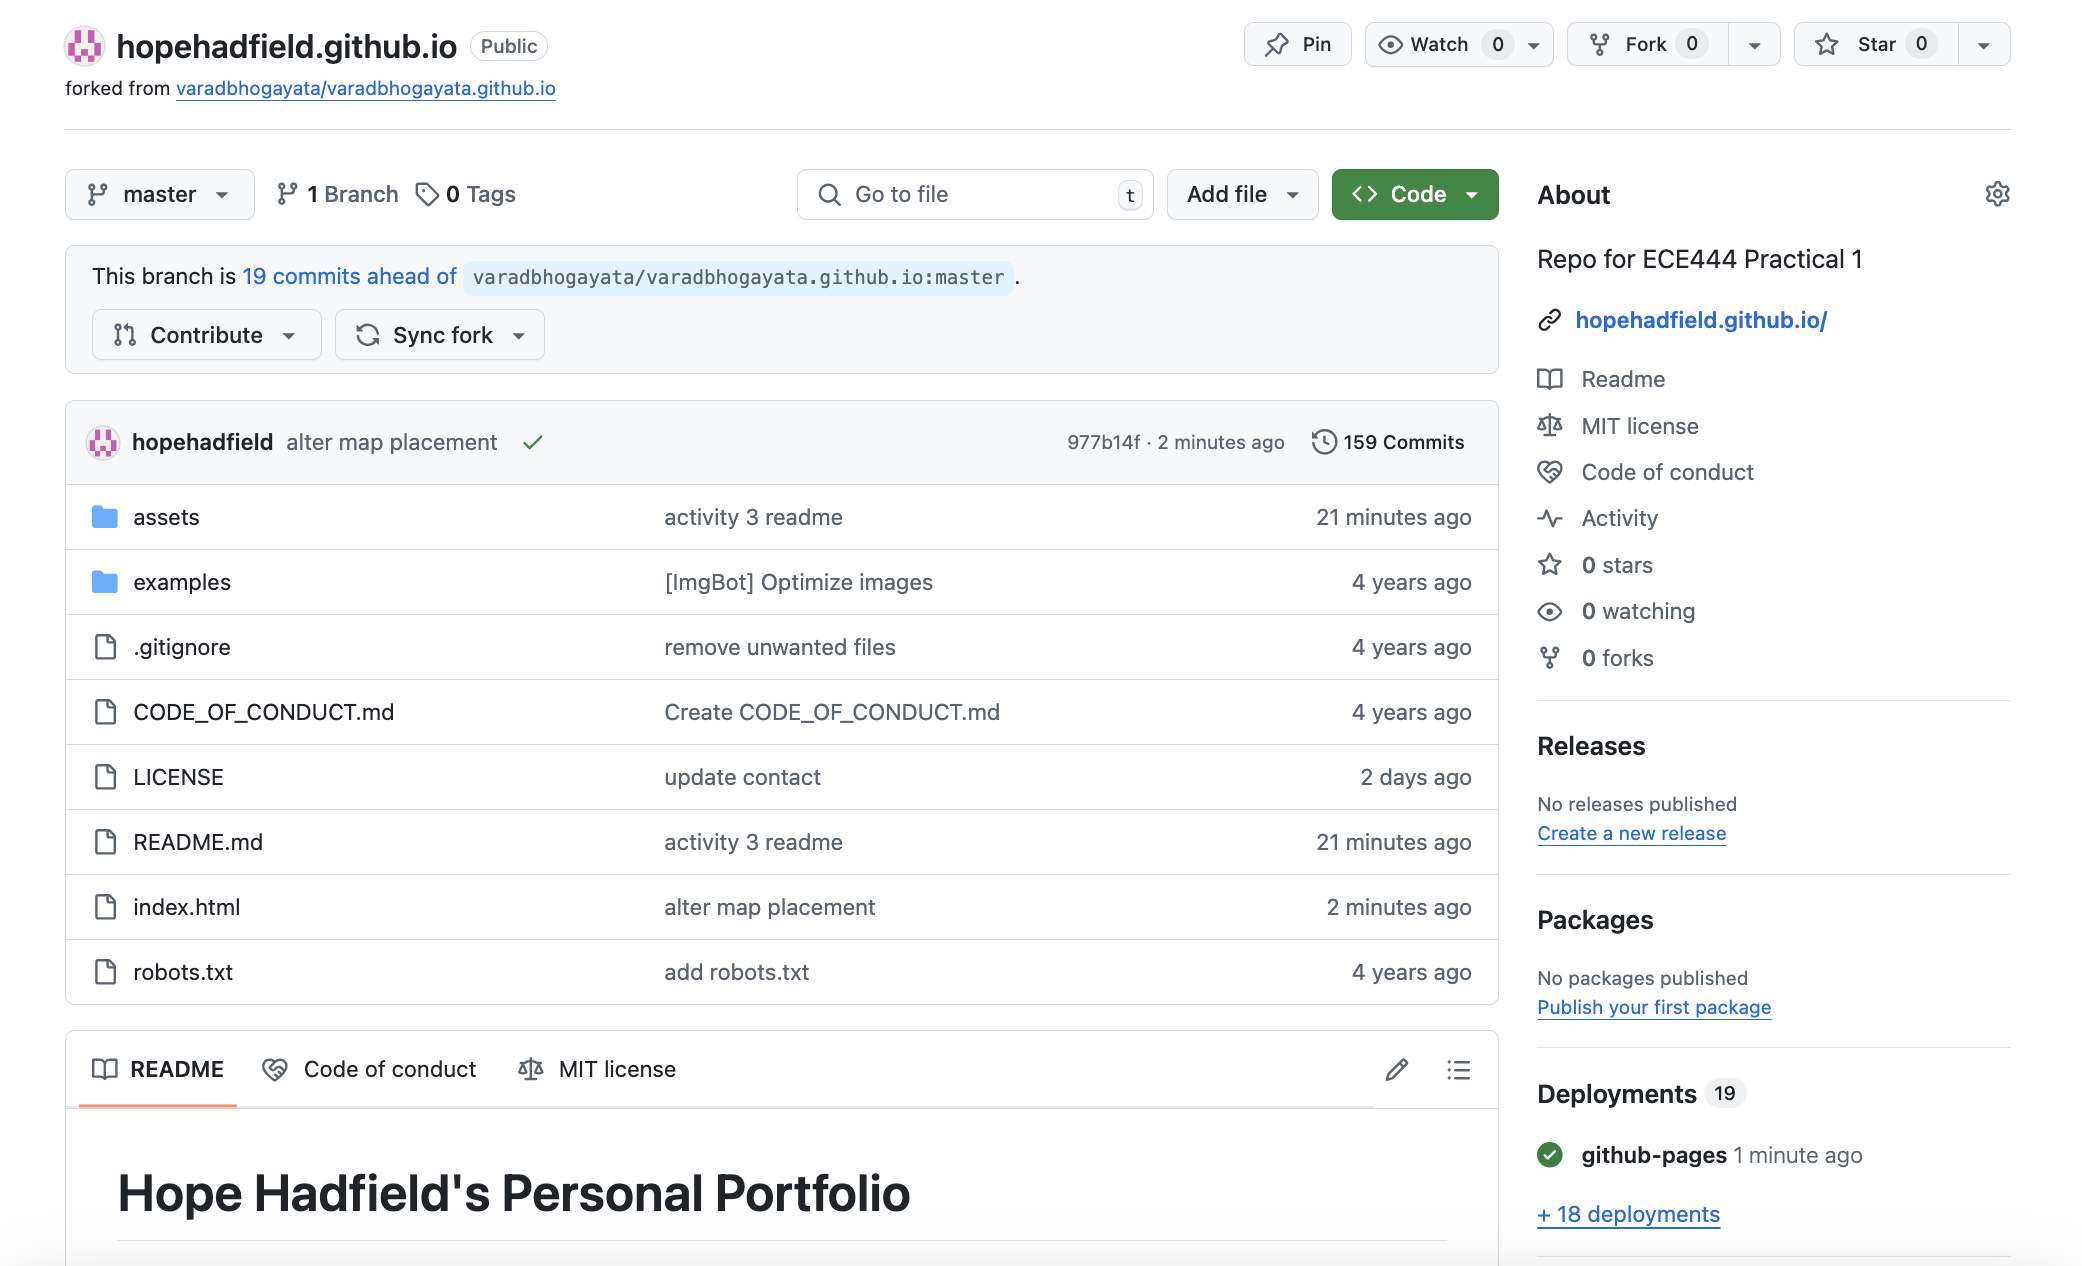 hopehadfield.github.io Public
Pin
Watch 0
Fork 0
Star 0
forked from varadbhogayata/varadbhogayata.github.io
master
1 Branch
0 Tags
Go to file
t
Add file
Code
This branch is 19 commits ahead of varadbhogayata/varadbhogayata.github.io:master .
Contribute
Sync fork
hopehadfield alter map placement
977b14f · 2 minutes ago
159 Commits
assets activity 3 readme 21 minutes ago
examples [ImgBot] Optimize images 4 years ago
.gitignore remove unwanted files 4 years ago
CODE_OF_CONDUCT.md Create CODE_OF_CONDUCT.md 4 years ago
LICENSE update contact 2 days ago
README.md activity 3 readme 21 minutes ago
index.html alter map placement 2 minutes ago
robots.txt add robots.txt 4 years ago
README
Code of conduct
MIT license
Hope Hadfield's Personal Portfolio
About
Repo for ECE444 Practical 1
hopehadfield.github.io/
Readme
MIT license
Code of conduct
Activity
0 stars
0 watching
0 forks
Releases
No releases published
Create a new release
Packages
No packages published
Publish your first package
Deployments 19
github-pages 1 minute ago
+ 18 deployments